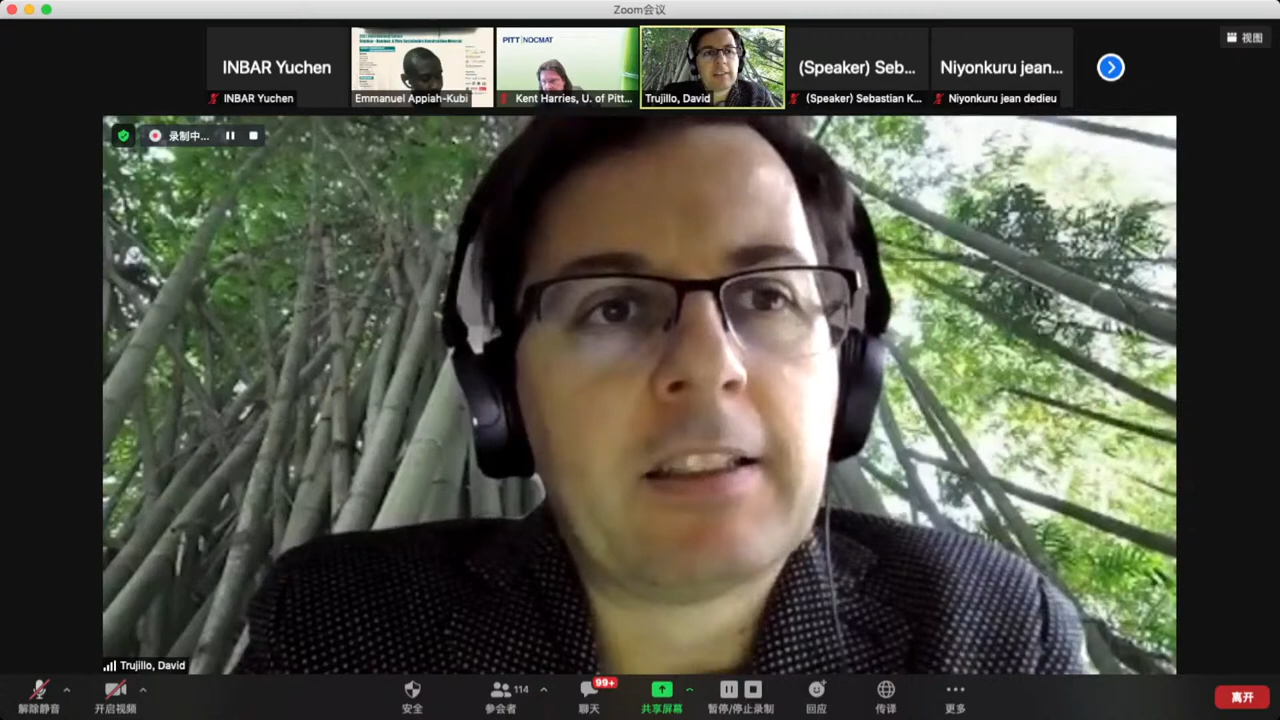 Zoom会议
INBAR Yuchen
INBAR Yuchen
Emmanuel Appiah-Kubi
PITT | NOCMAT
Kent Harries, U. of Pitt...
Trujillo, David
(Speaker) Seb...
(Speaker) Sebastian K...
Niyonkuru jean...
Niyonkuru jean dedieu
视图
录制中...
Trujillo, David
解除静音
开启视频
安全
114
参会者
99+
聊天
共享屏幕
暂停/停止录制
回应
传译
更多
离开